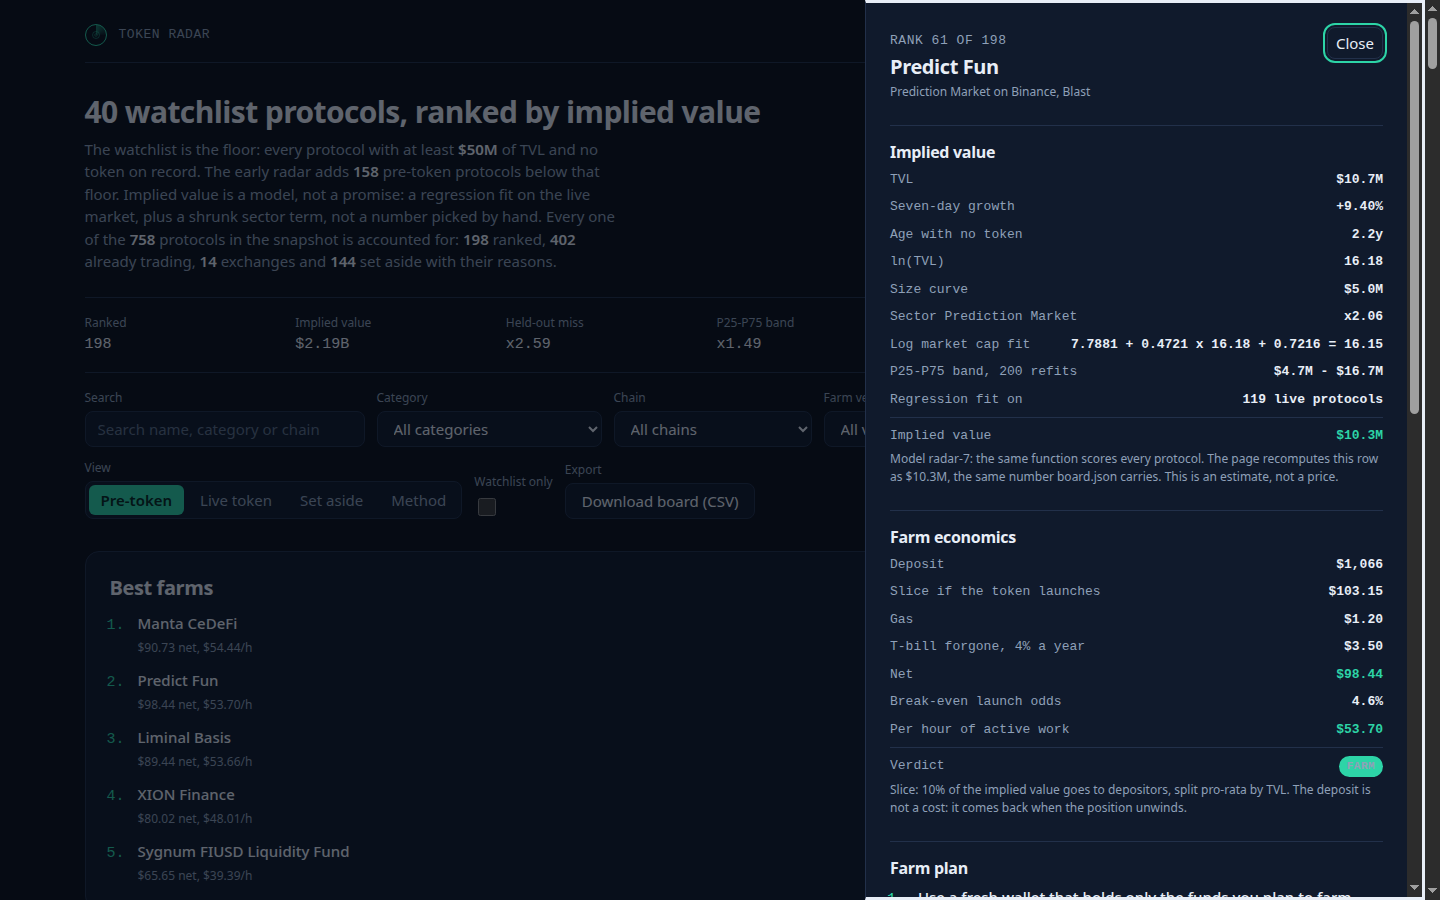 TOKEN RADAR
40 watchlist protocols, ranked by implied value
The watchlist is the floor: every protocol with at least $50M of TVL and no
token on record. The early radar adds 158 pre-token protocols below that
floor. Implied value is a model, not a promise: a regression fit on the live
market, plus a shrunk sector term, not a number picked by hand. Every one
of the 758 protocols in the snapshot is accounted for: 198 ranked, 402
already trading, 14 exchanges and 144 set aside with their reasons.
Ranked
198
Implied value
$2.19B
Held-out miss
x2.59
P25-P75 band
x1.49
Search
Search name, category or chain
Category
All categories
Chain
All chains
Farm ve
All v
View
Pre-token
Live token
Set aside
Method
Watchlist only
Export
Download board (CSV)
Best farms
1. Manta CeDeFi
$90.73 net, $54.44/h
2. Predict Fun
$98.44 net, $53.70/h
3. Liminal Basis
$89.44 net, $53.66/h
4. XION Finance
$80.02 net, $48.01/h
5. Sygnum FIUSD Liquidity Fund
$65.65 net, $39.39/h
RANK 61 OF 198
Close
Predict Fun
Prediction Market on Binance, Blast
Implied value
TVL $10.7M
Seven-day growth +9.40%
Age with no token 2.2y
ln(TVL) 16.18
Size curve $5.0M
Sector Prediction Market x2.06
Log market cap fit 7.7881 + 0.4721 x 16.18 + 0.7216 = 16.15
P25-P75 band, 200 refits $4.7M - $16.7M
Regression fit on 119 live protocols
Implied value $10.3M
Model radar-7: the same function scores every protocol. The page recomputes this row
as $10.3M, the same number board.json carries. This is an estimate, not a price.
Farm economics
Deposit $1,066
Slice if the token launches $103.15
Gas $1.20
T-bill forgone, 4% a year $3.50
Net $98.44
Break-even launch odds 4.6%
Per hour of active work $53.70
Verdict
Slice: 10% of the implied value goes to depositors, split pro-rata by TVL. The deposit is
not a cost: it comes back when the position unwinds.
Farm plan
1. Use a fresh wallet that holds only the funds you plan to farm